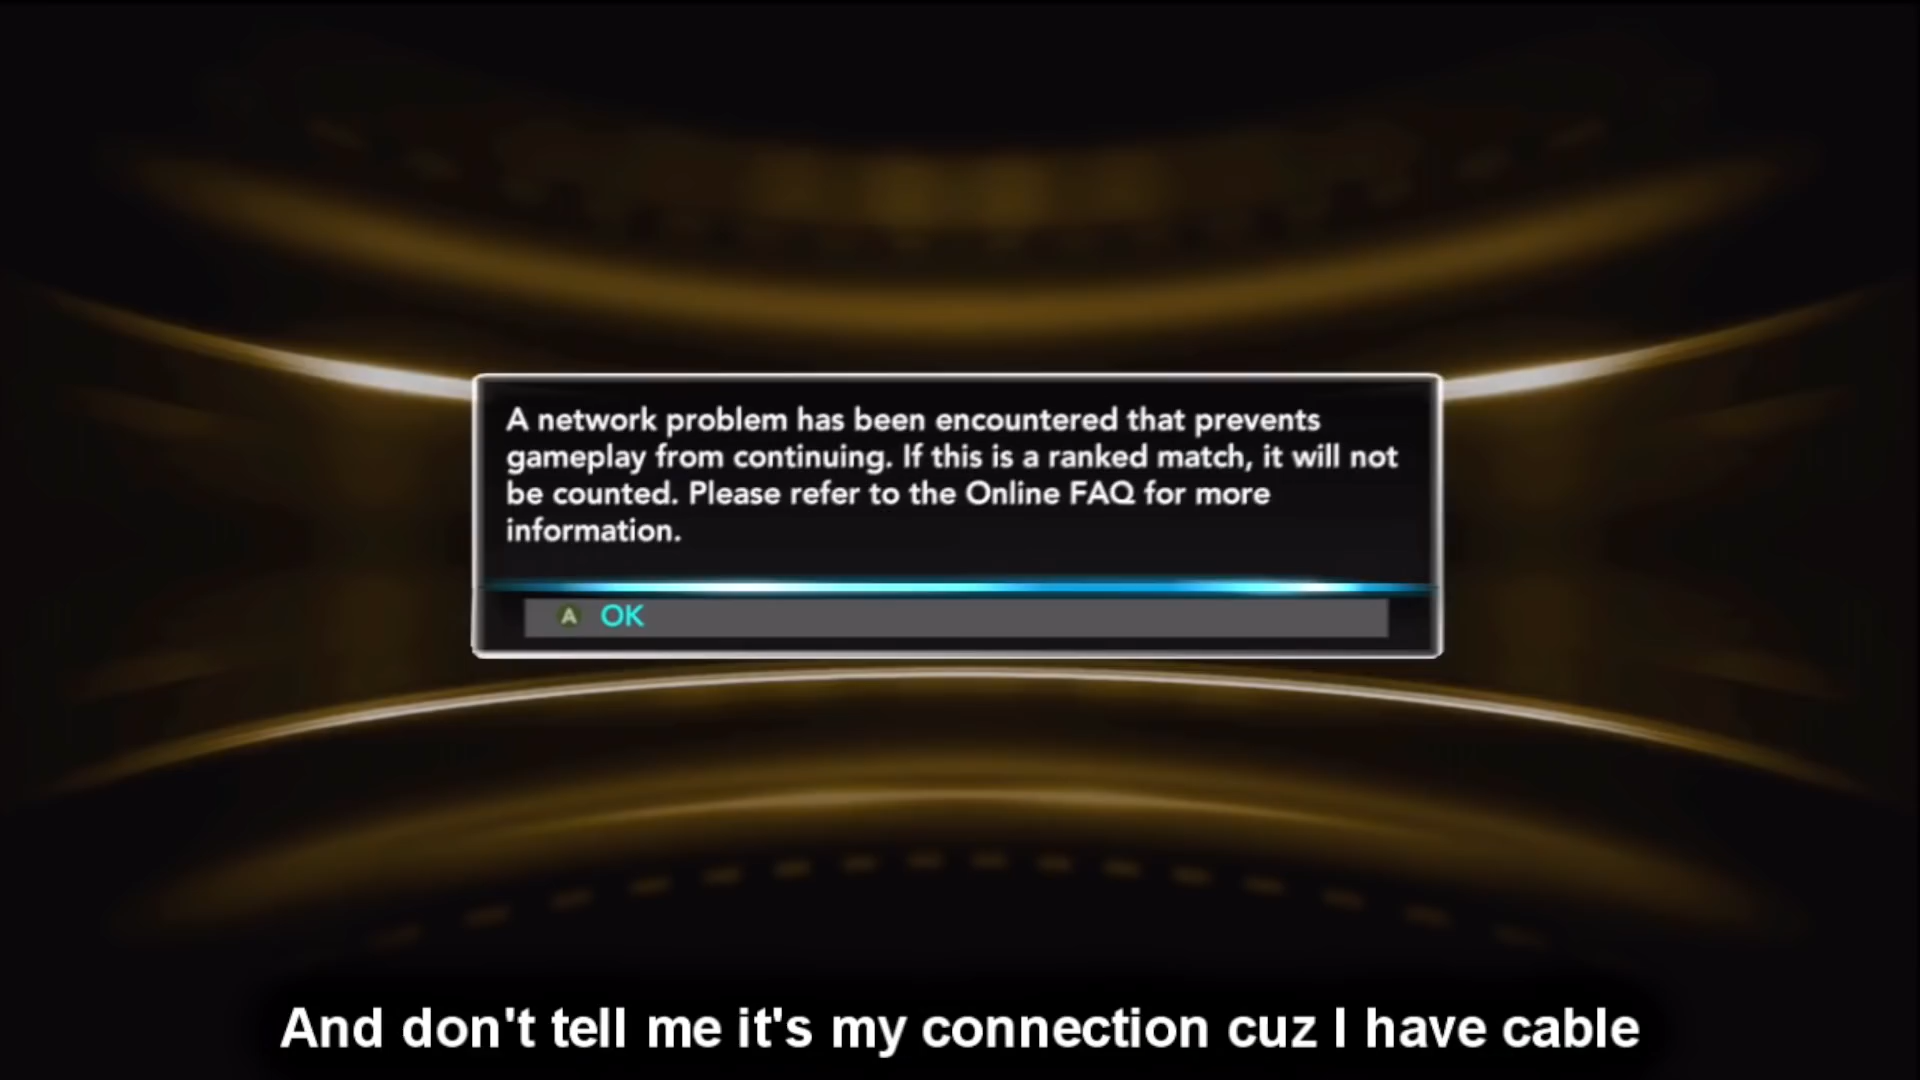 A network problem has been encountered that prevents
gameplay from continuing. If this is a ranked match, it will not
be counted. Please refer to the Online FAQ for more
information.
A OK
And don't tell me it's my connection cuz I have cable